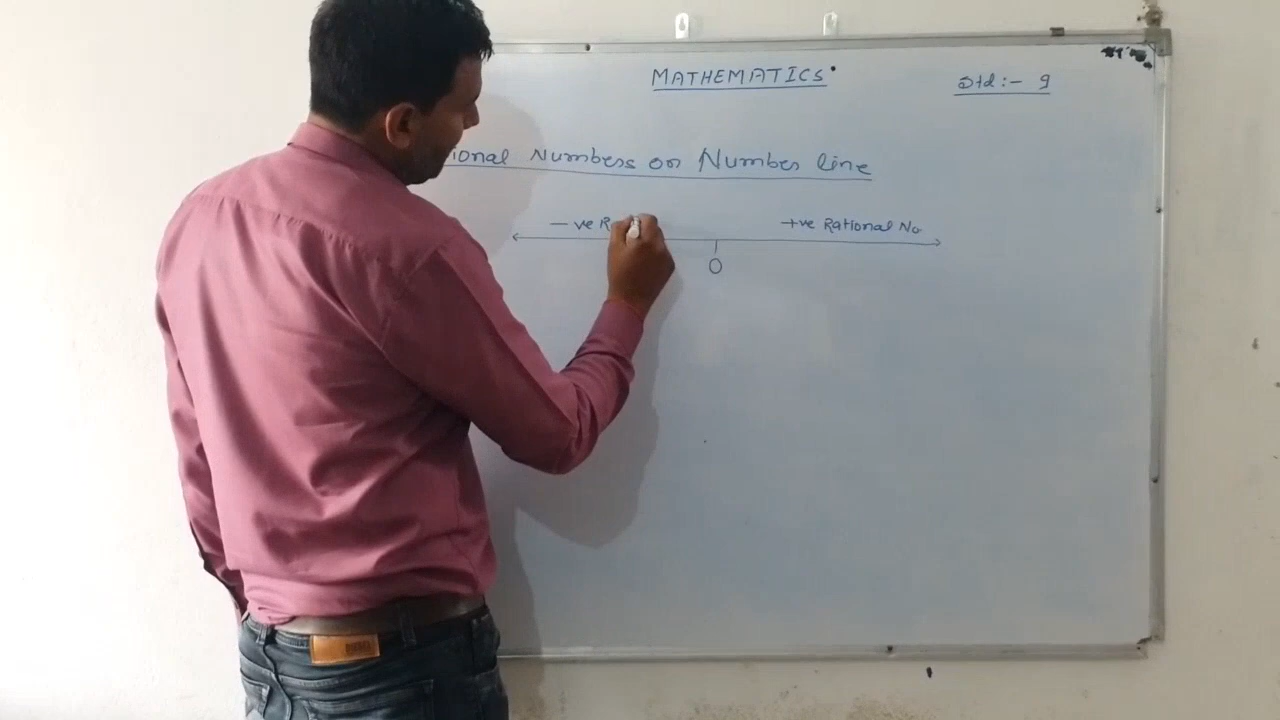 MATHEMATICS
Std:- 9
ional Numbers on Number line
-ve R
+ve Rational No.
0